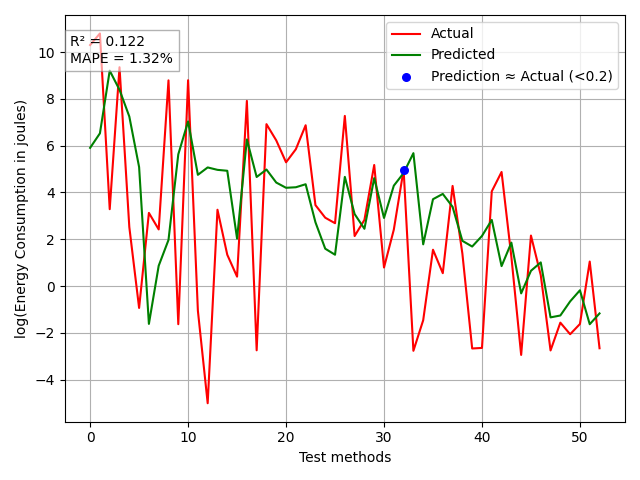 R² = 0.122
MAPE = 1.32%
Actual
Predicted
Prediction ≈ Actual (<0.2)
log(Energy Consumption in joules)
10
8
6
4
2
0
−2
−4
0
10
20
30
40
50
Test methods